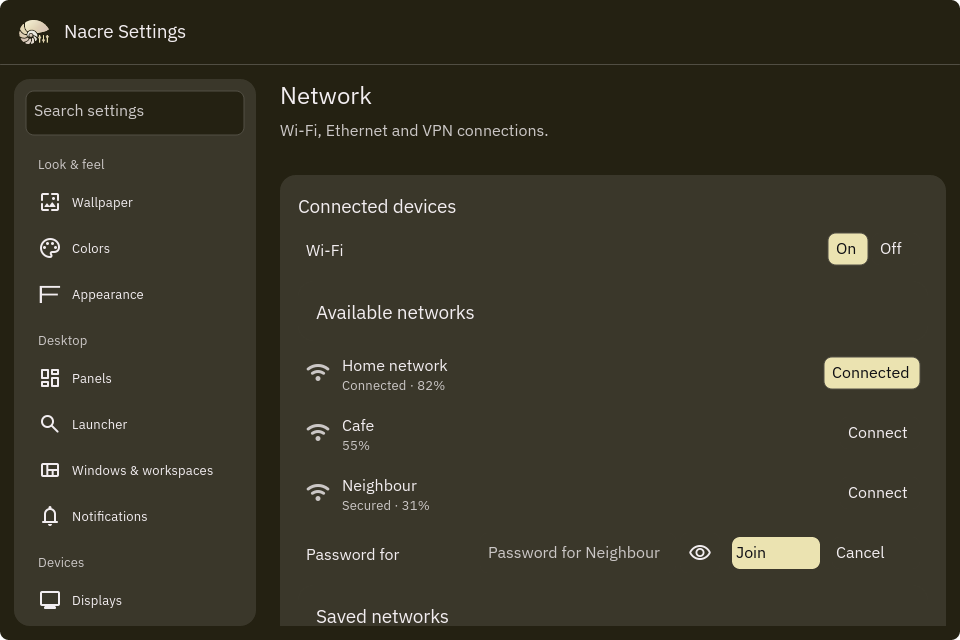 Nacre Settings
Search settings
Look & feel
Wallpaper
Colors
Appearance
Desktop
Panels
Launcher
Windows & workspaces
Notifications
Devices
Displays
Network
Wi-Fi, Ethernet and VPN connections.
Connected devices
Wi-Fi
On
Off
Available networks
Home network
Connected · 82%
Connected
Cafe
55%
Connect
Neighbour
Secured · 31%
Connect
Password for
Password for Neighbour
Join
Cancel
Saved networks